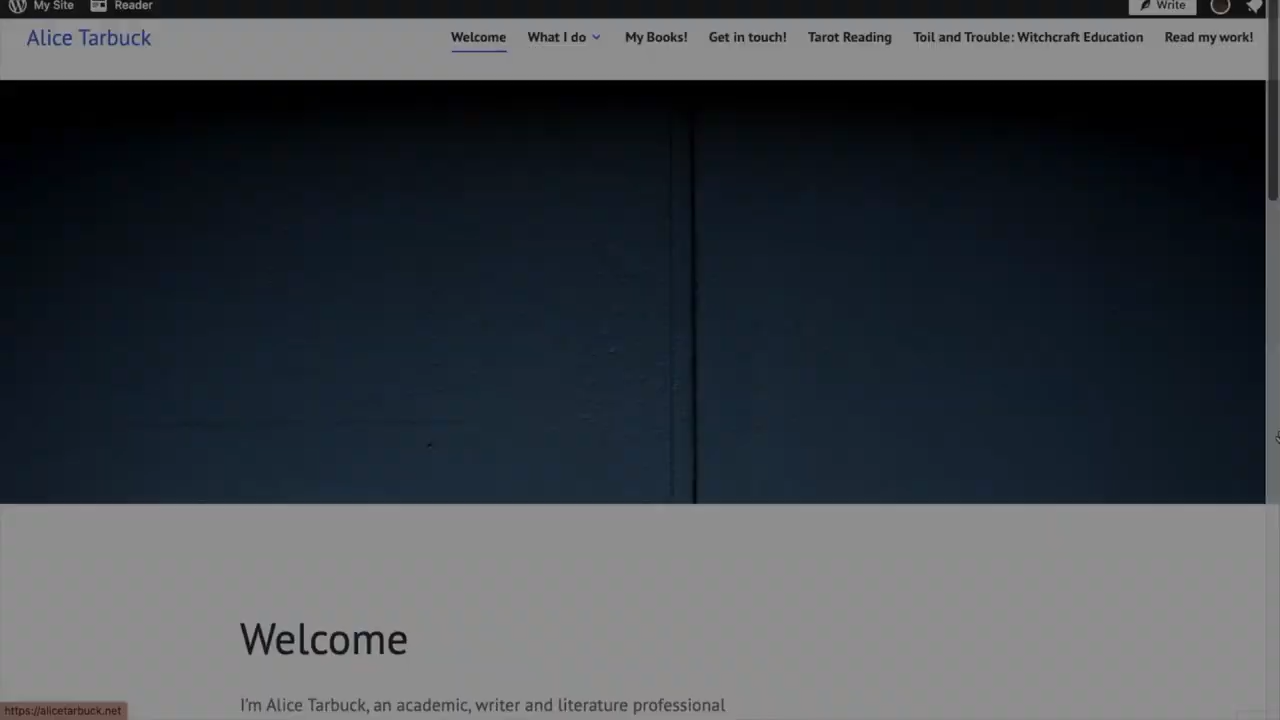 My Site Reader Write
Alice Tarbuck Welcome What I do My Books! Get in touch! Tarot Reading Toil and Trouble: Witchcraft Education Read my work!
Welcome
I'm Alice Tarbuck, an academic, writer and literature professional
https://alicetarbuck.net